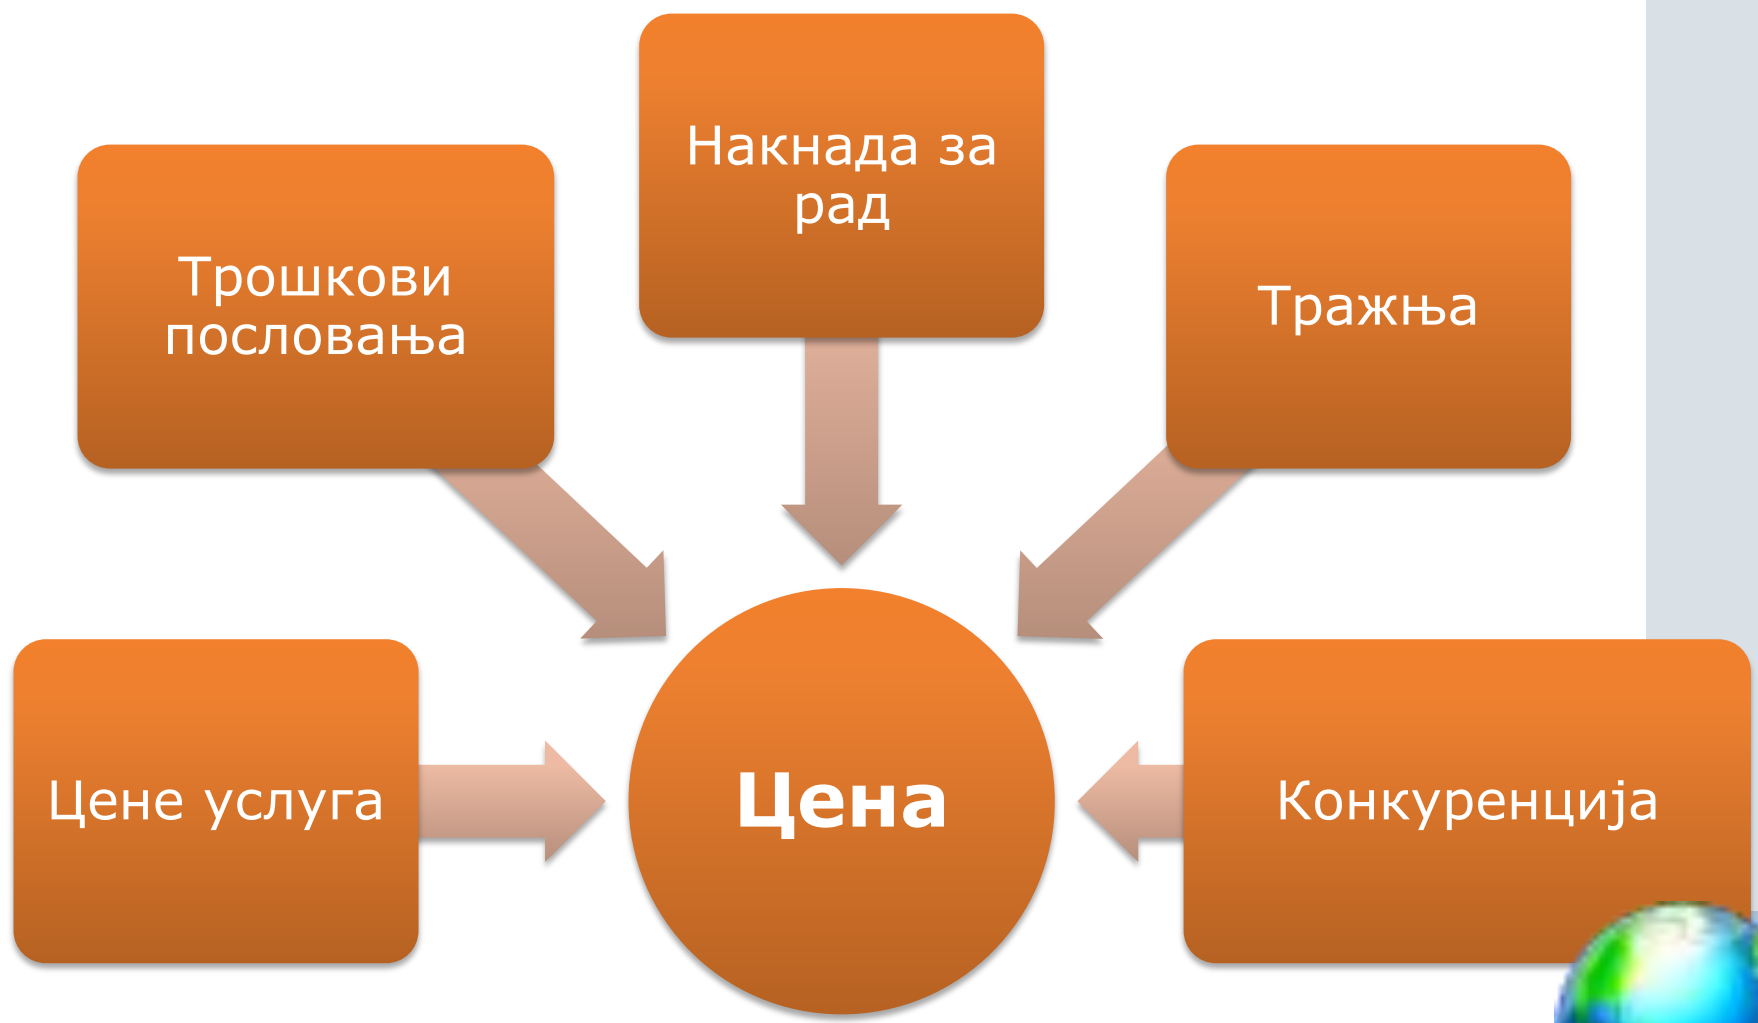 Накнада за
рад
Трошкови
пословања
Тражња
Цене услуга
Цена
Конкуренција